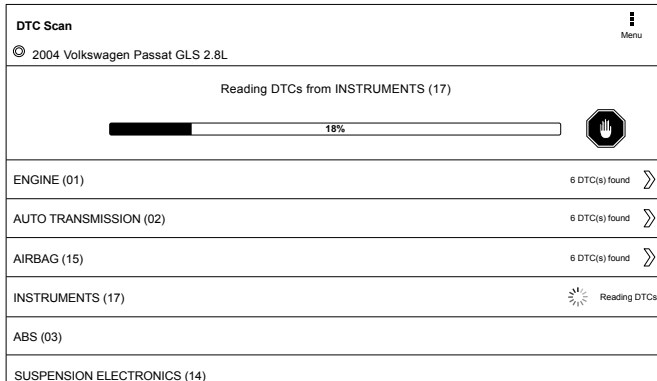 DTC Scan
Menu
2004 Volkswagen Passat GLS 2.8L
Reading DTCs from INSTRUMENTS (17)
18%
ENGINE (01) 6 DTC(s) found
AUTO TRANSMISSION (02) 6 DTC(s) found
AIRBAG (15) 6 DTC(s) found
INSTRUMENTS (17) Reading DTCs
ABS (03)
SUSPENSION ELECTRONICS (14)